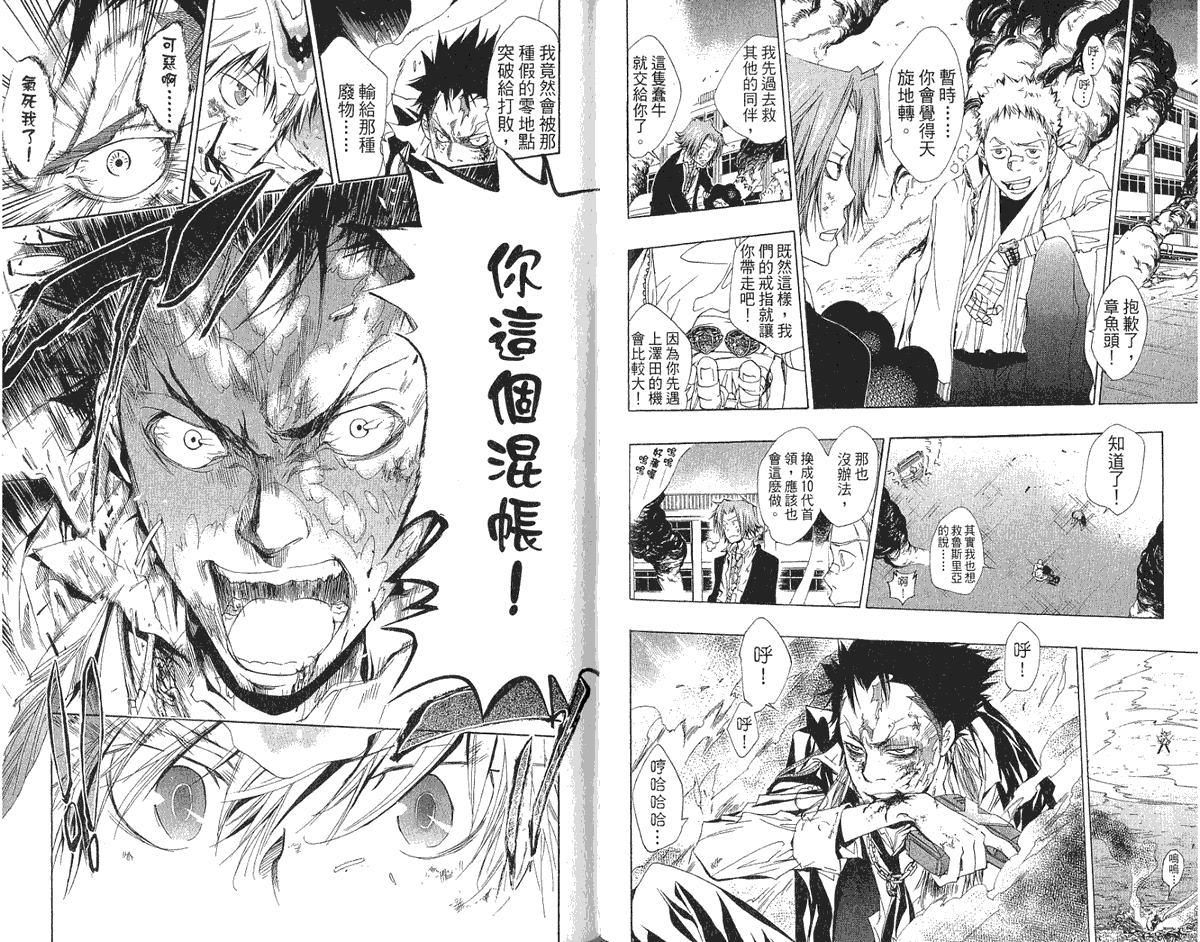 抱歉了，
章魚頭！
呼…
呼…
暫時……
你會覺得天
旋地轉。
我先過去救
其他的同伴，
這隻蠢牛
就交給你了。
既然這樣，我
們的戒指就讓
你帶走吧！
因為你先遇
上澤田的機
會比較大！
知道了！
其實我也想
救魯斯里亞
的說……
啊！
那也
沒辦法，
換成10代首
領，應該也
會這麼做。
嗚嗚
好痛喔
嗚嗚
嗚嗚…
呼！
呼！
呼！
哼哈哈哈…
我竟然會被那
種假的零地點
突破給打敗，
輸給那種
廢物……
可惡啊……
氣死我了！
你這個混帳！